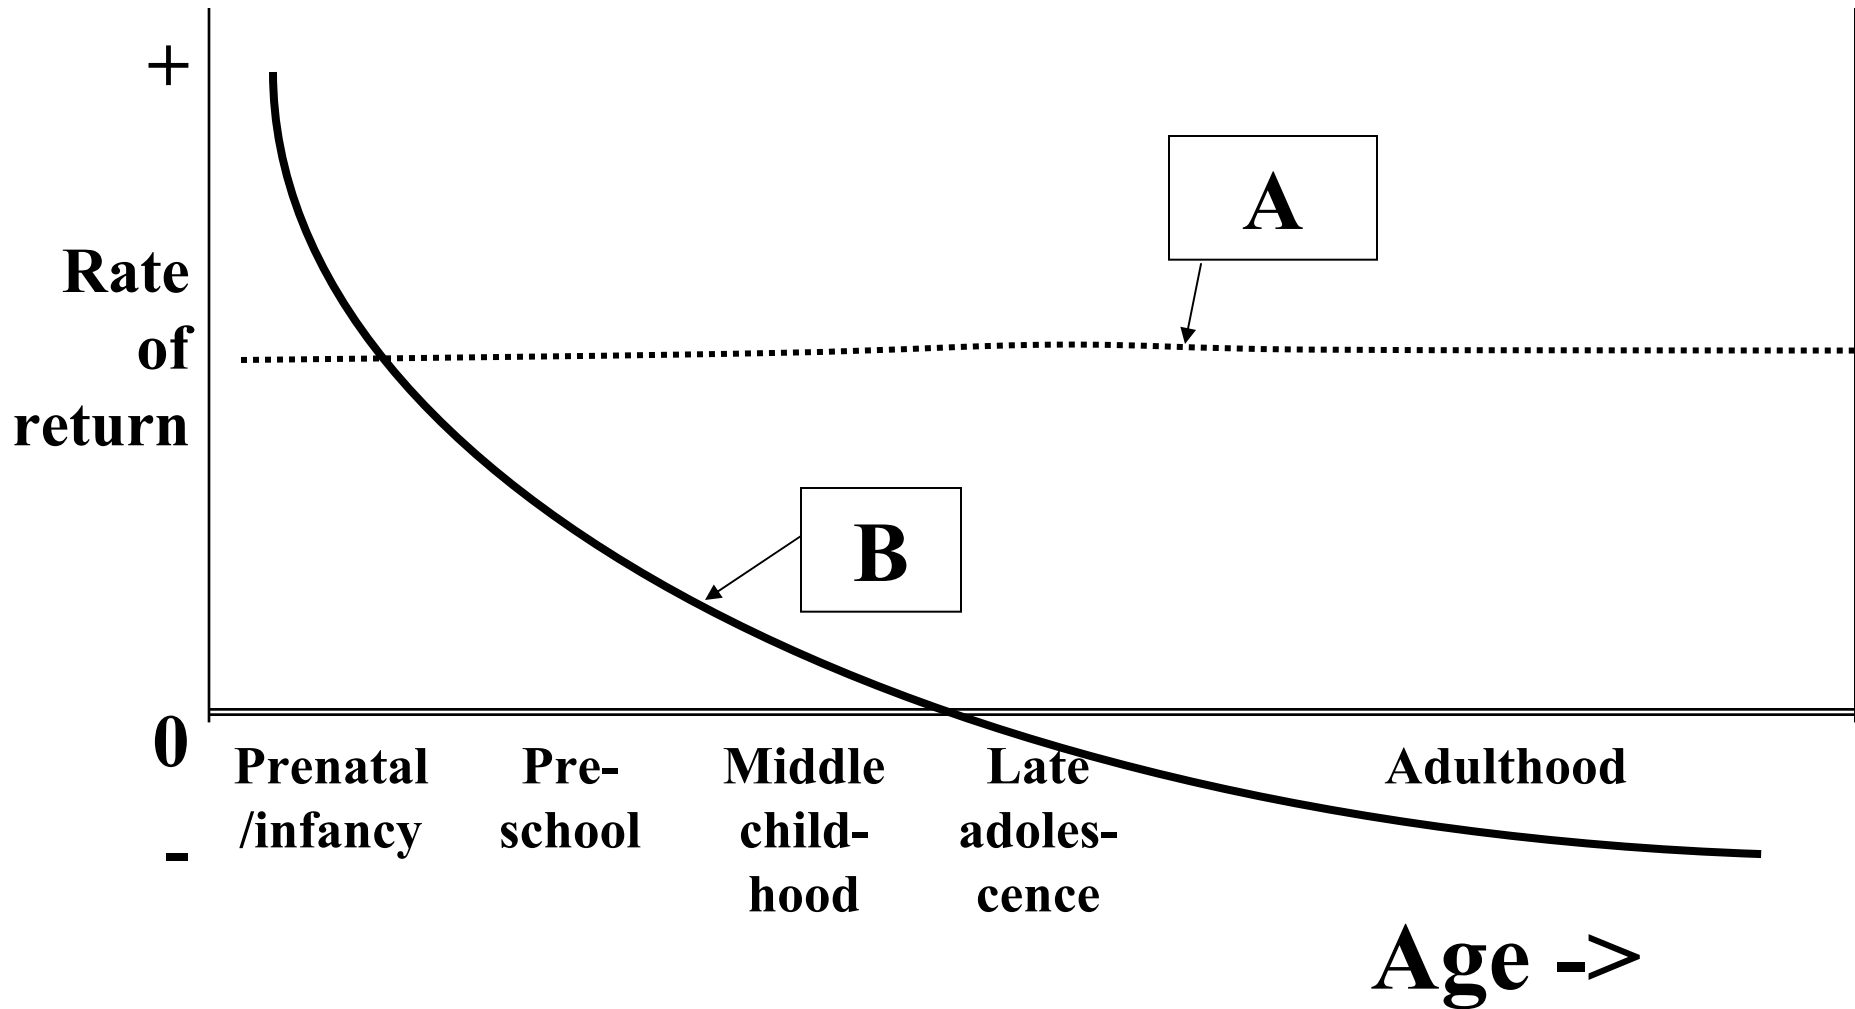 +
Rate
of
return
A
B
0
-
Prenatal
/infancy
Pre-
school
Middle
child-
hood
Late
adoles-
cence
Adulthood
Age ->